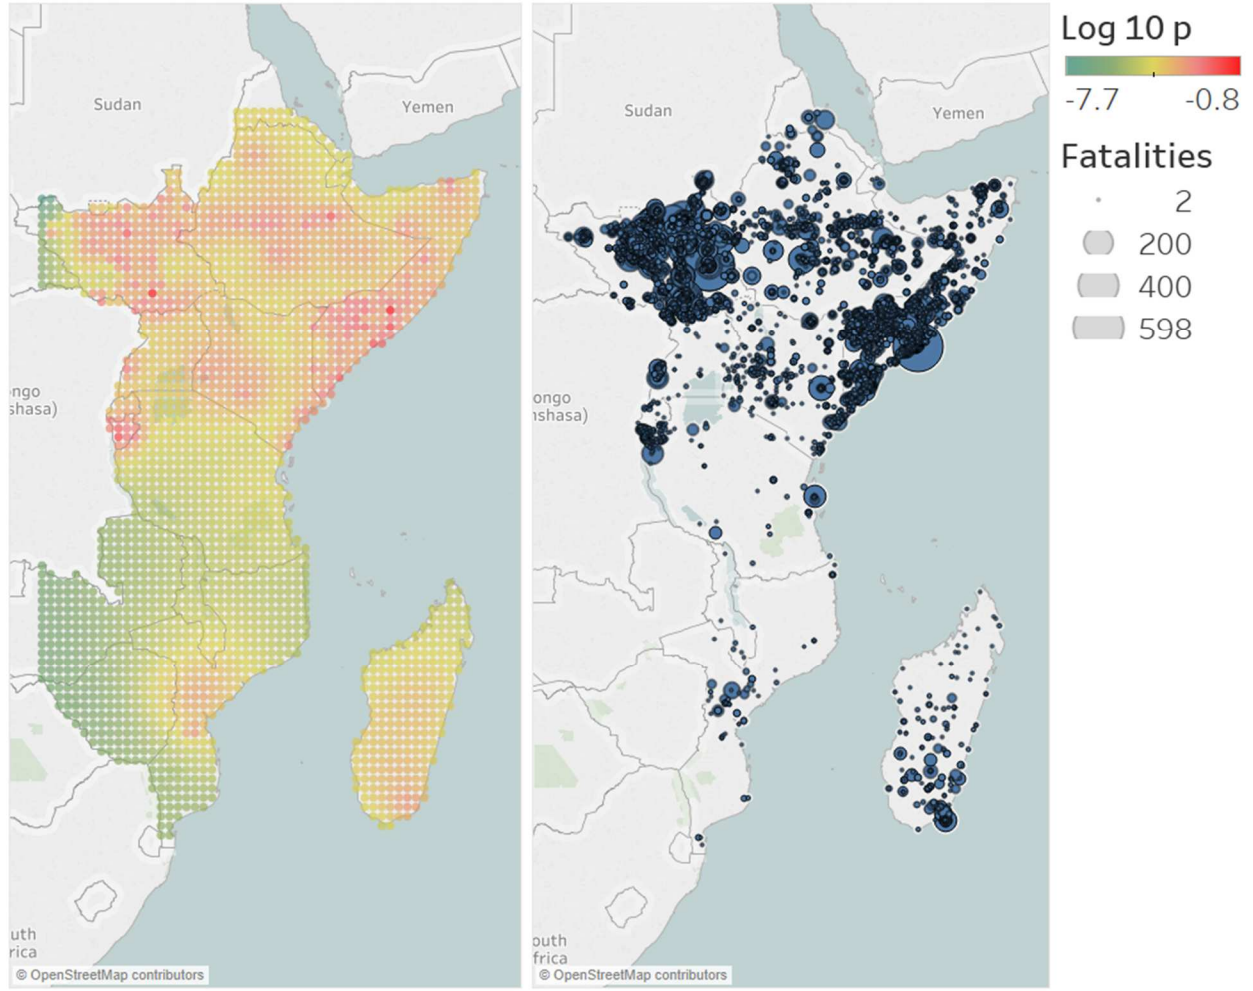 Sudan
Yemen
ongo
shasa)
uth
rica
© OpenStreetMap contributors
Sudan
Yemen
ongo
nshasa)
outh
frica
© OpenStreetMap contributors
Log 10 p
-7.7 -0.8
Fatalities
2
200
400
598